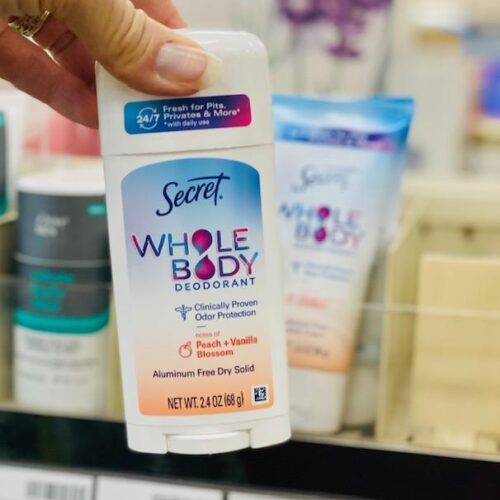 24/7
Fresh for Pits,
Privates & More*
*with daily use
Secret®
WHOLE
BODY
DEODORANT
Clinically Proven
Odor Protection
notes of
Peach + Vanilla
Blossom
Aluminum Free Dry Solid
NET WT. 2.4 OZ (68 g)
Secret
WHOLE
BODY